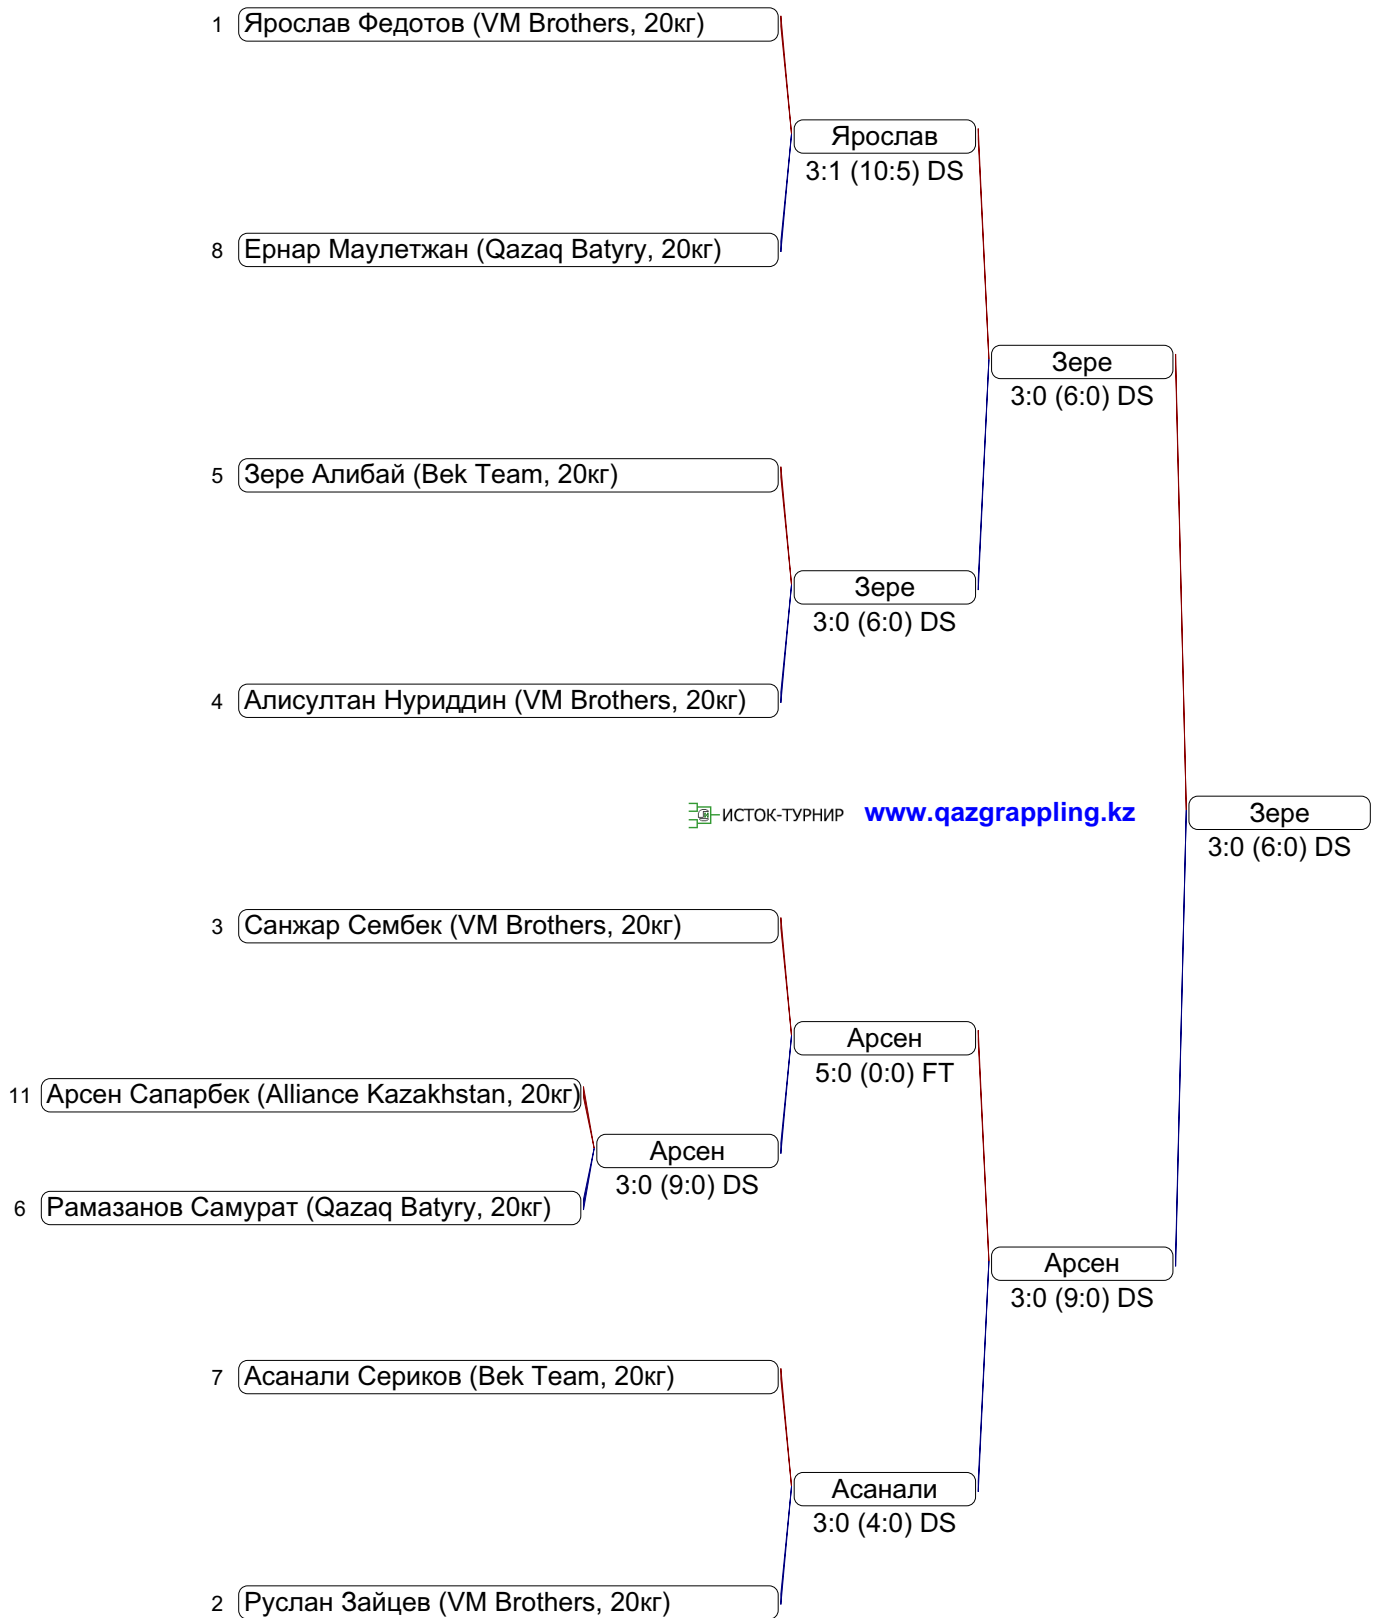 1 Ярослав Федотов (VM Brothers, 20кг)
Ярослав
3:1 (10:5) DS
8 Ернар Маулетжан (Qazaq Batyry, 20кг)
Зере
3:0 (6:0) DS
5 Зере Алибай (Bek Team, 20кг)
Зере
3:0 (6:0) DS
4 Алисултан Нуриддин (VM Brothers, 20кг)
ИСТОК-ТУРНИР www.qazgrappling.kz
Зере
3:0 (6:0) DS
3 Санжар Сембек (VM Brothers, 20кг)
Арсен
5:0 (0:0) FT
11 Арсен Сапарбек (Alliance Kazakhstan, 20кг)
Арсен
3:0 (9:0) DS
6 Рамазанов Самурат (Qazaq Batyry, 20кг)
Арсен
3:0 (9:0) DS
7 Асанали Сериков (Bek Team, 20кг)
Асанали
3:0 (4:0) DS
2 Руслан Зайцев (VM Brothers, 20кг)